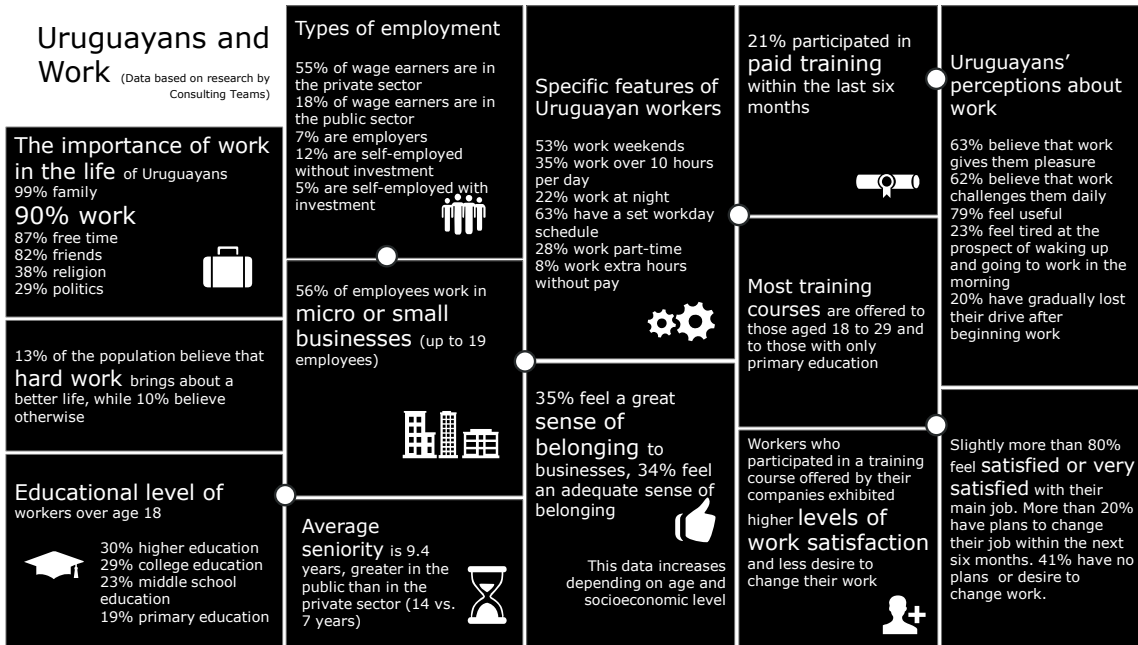 Uruguayans and
Work (Data based on research by
Consulting Teams)
The importance of work
in the life of Uruguayans
99% family
90% work
87% free time
82% friends
38% religion
29% politics
13% of the population believe that
hard work brings about a
better life, while 10% believe
otherwise
Educational level of
workers over age 18
30% higher education
29% college education
23% middle school
education
19% primary education
Types of employment
55% of wage earners are in
the private sector
18% of wage earners are in
the public sector
7% are employers
12% are self-employed
without investment
5% are self-employed with
investment
56% of employees work in
micro or small
businesses (up to 19
employees)
Average
seniority is 9.4
years, greater in the
public than in the
private sector (14 vs.
7 years)
Specific features of
Uruguayan workers
53% work weekends
35% work over 10 hours
per day
22% work at night
63% have a set workday
schedule
28% work part-time
8% work extra hours
without pay
35% feel a great
sense of
belonging to
businesses, 34% feel
an adequate sense of
belonging
This data increases
depending on age and
socioeconomic level
21% participated in
paid training
within the last six
months
Most training
courses are offered to
those aged 18 to 29 and
to those with only
primary education
Workers who
participated in a training
course offered by their
companies exhibited
higher levels of
work satisfaction
and less desire to
change their work
Uruguayans'
perceptions about
work
63% believe that work
gives them pleasure
62% believe that work
challenges them daily
79% feel useful
23% feel tired at the
prospect of waking up
and going to work in the
morning
20% have gradually lost
their drive after
beginning work
Slightly more than 80%
feel satisfied or very
satisfied with their
main job. More than 20%
have plans to change
their job within the next
six months. 41% have no
plans or desire to
change work.